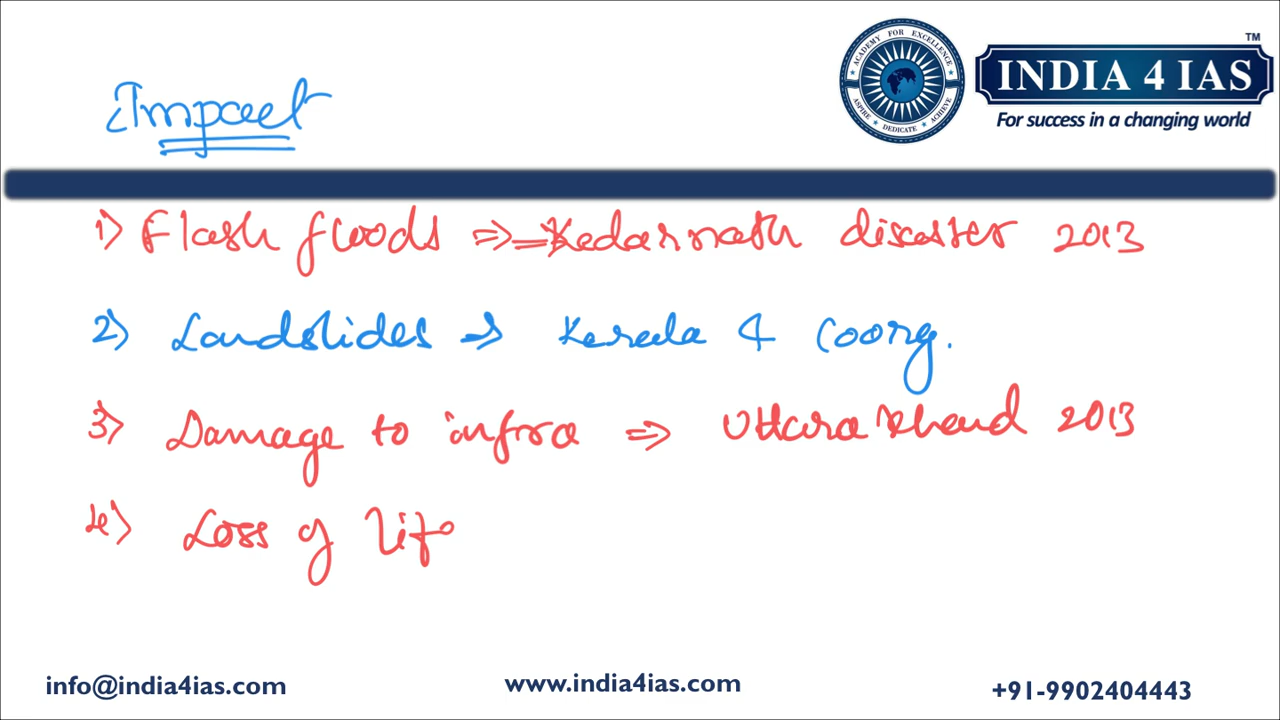 Impact
ACADEMY FOR EXCELLENCE
ASPIRE ★ DEDICATE ★ ACHIEVE
TM
INDIA 4 IAS
For success in a changing world
1) Flash floods ⇒ Kedarnath disaster 2013
2) Landslides → Kerala & Coorg.
3) Damage to infra ⇒ Uttarakhand 2013
4) Loss of life
info@india4ias.com
www.india4ias.com
+91-9902404443